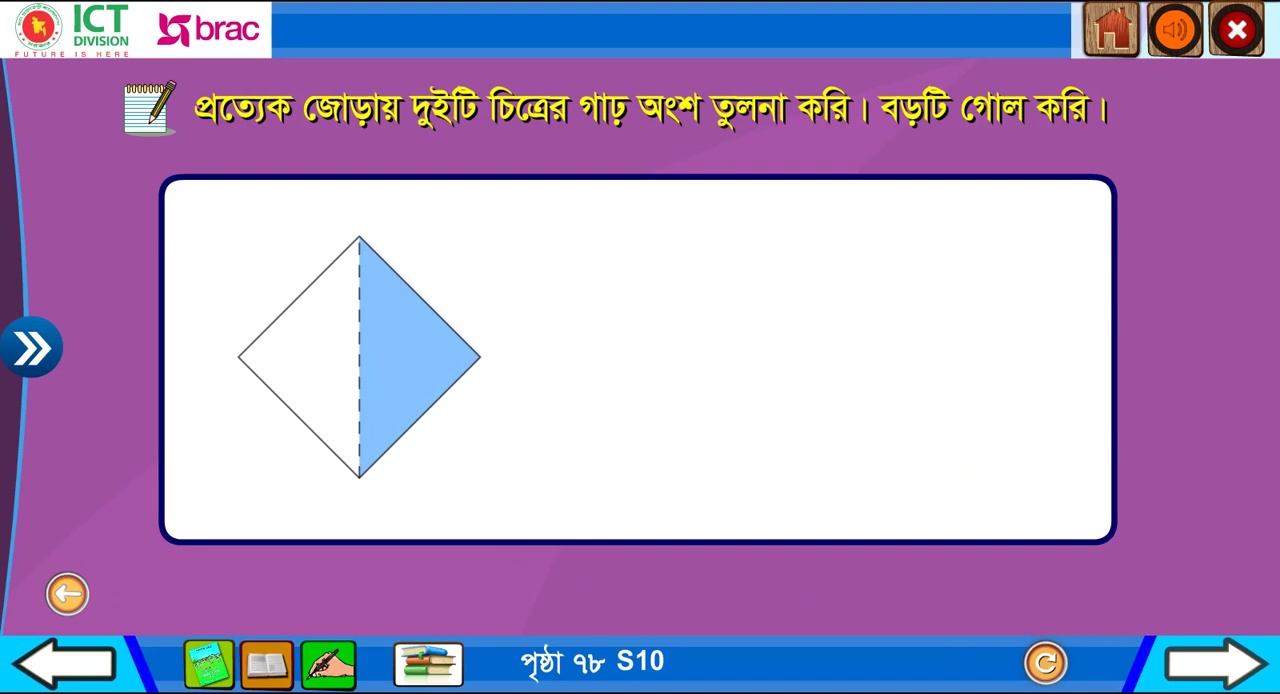 ICT
DIVISION
FUTURE IS HERE
brac
প্রত্যেক জোড়ায় দুইটি চিত্রের গাঢ় অংশ তুলনা করি। বড়টি গোল করি।
পৃষ্ঠা ৭৮ S10